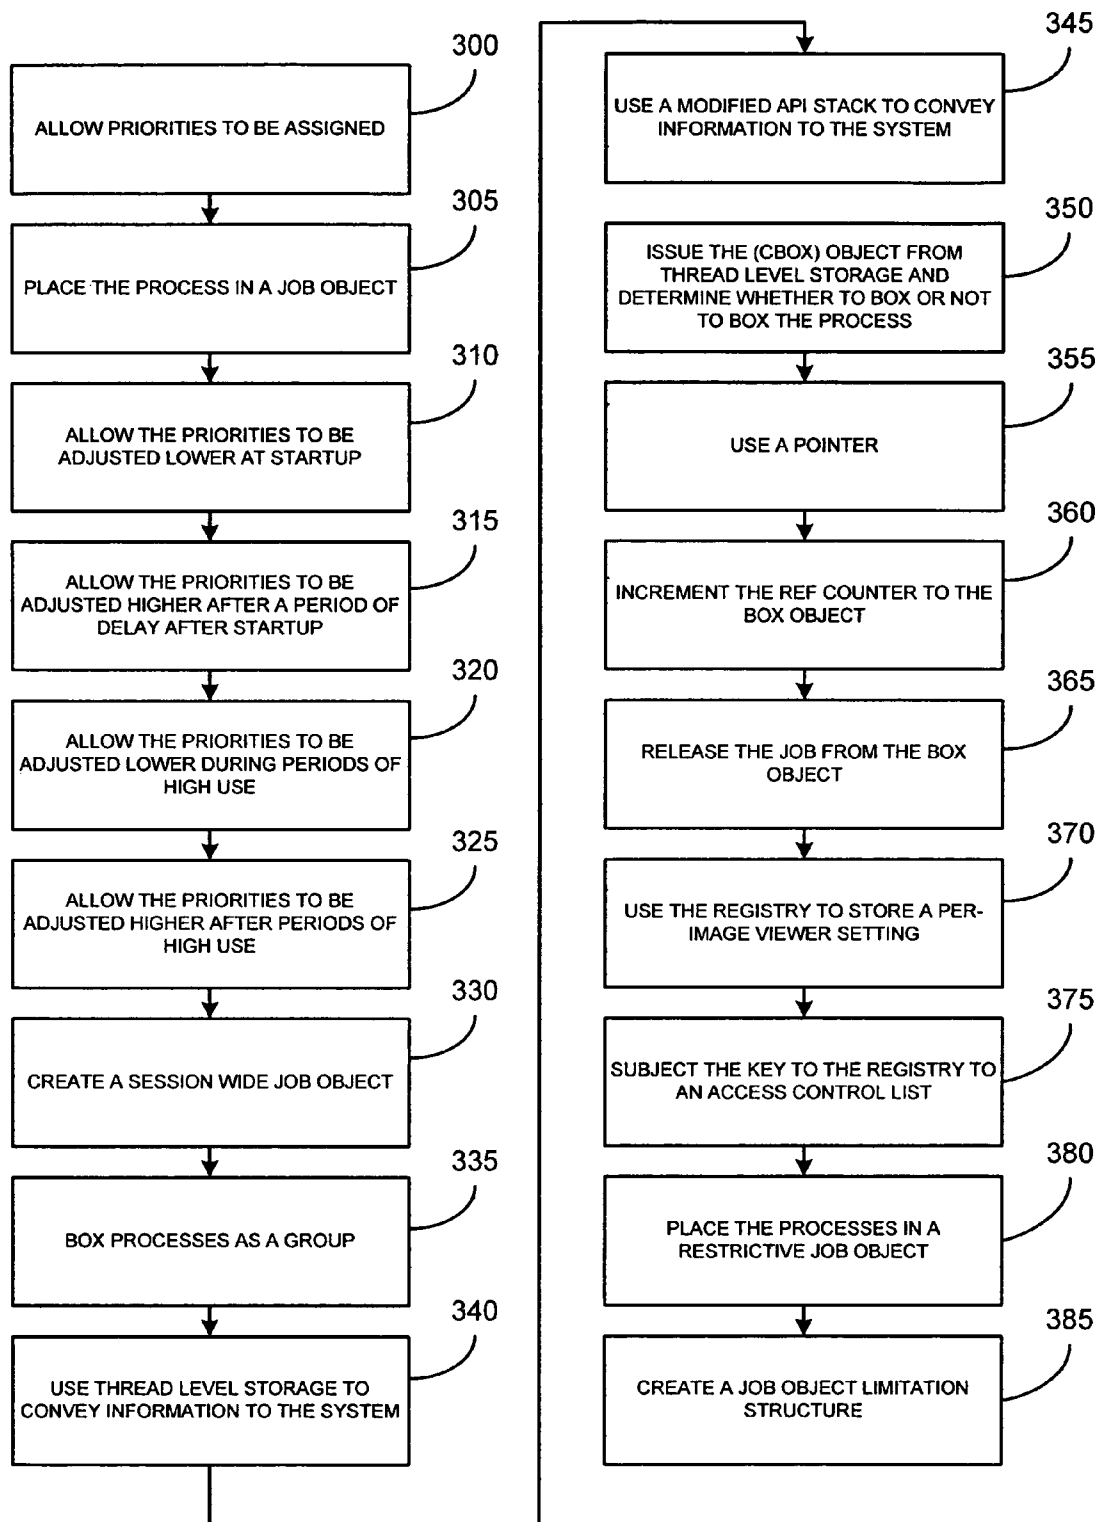 300
ALLOW PRIORITIES TO BE ASSIGNED
305
PLACE THE PROCESS IN A JOB OBJECT
310
ALLOW THE PRIORITIES TO BE
ADJUSTED LOWER AT STARTUP
315
ALLOW THE PRIORITIES TO BE
ADJUSTED HIGHER AFTER A PERIOD OF
DELAY AFTER STARTUP
320
ALLOW THE PRIORITIES TO BE
ADJUSTED LOWER DURING PERIODS OF
HIGH USE
325
ALLOW THE PRIORITIES TO BE
ADJUSTED HIGHER AFTER PERIODS OF
HIGH USE
330
CREATE A SESSION WIDE JOB OBJECT
335
BOX PROCESSES AS A GROUP
340
USE THREAD LEVEL STORAGE TO
CONVEY INFORMATION TO THE SYSTEM
345
USE A MODIFIED API STACK TO CONVEY
INFORMATION TO THE SYSTEM
350
ISSUE THE (CBOX) OBJECT FROM
THREAD LEVEL STORAGE AND
DETERMINE WHETHER TO BOX OR NOT
TO BOX THE PROCESS
355
USE A POINTER
360
INCREMENT THE REF COUNTER TO THE
BOX OBJECT
365
RELEASE THE JOB FROM THE BOX
OBJECT
370
USE THE REGISTRY TO STORE A PER-
IMAGE VIEWER SETTING
375
SUBJECT THE KEY TO THE REGISTRY TO
AN ACCESS CONTROL LIST
380
PLACE THE PROCESSES IN A
RESTRICTIVE JOB OBJECT
385
CREATE A JOB OBJECT LIMITATION
STRUCTURE